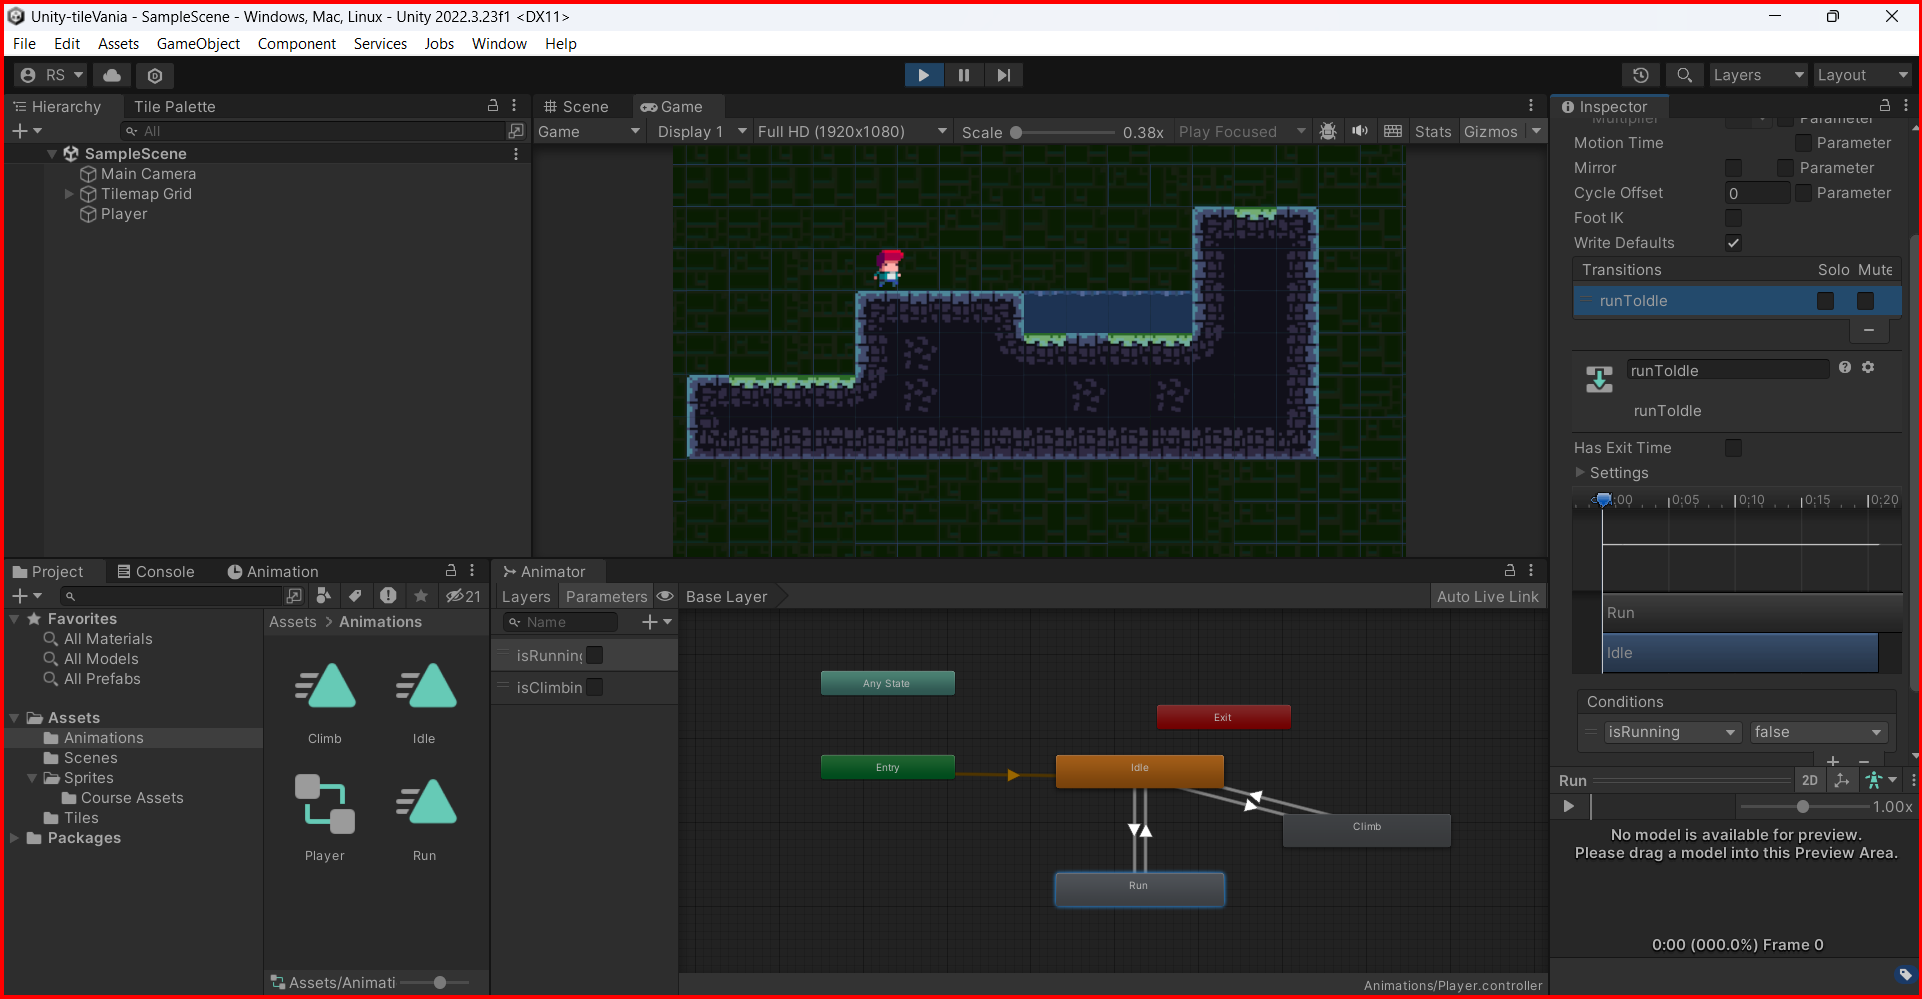 Unity-tileVania - SampleScene - Windows, Mac, Linux - Unity 2022.3.23f1 <DX11>
File Edit Assets GameObject Component Services Jobs Window Help
RS Layers Layout
Hierarchy Tile Palette
All
SampleScene
Main Camera
Tilemap Grid
Player
Scene Game
Game Display 1 Full HD (1920x1080) Scale 0.38x Play Focused Stats Gizmos
Inspector
Multiplier Parameter
Motion Time Parameter
Mirror Parameter
Cycle Offset 0 Parameter
Foot IK
Write Defaults
Transitions Solo Mute
runToIdle
runToIdle
runToIdle
Has Exit Time
Settings
:00 0:05 0:10 0:15 0:20
Run
Idle
Conditions
isRunning false
Run 2D
1.00x
No model is available for preview.
Please drag a model into this Preview Area.
0:00 (000.0%) Frame 0
Project Console Animation
21
Favorites
All Materials
All Models
All Prefabs
Assets
Animations
Scenes
Sprites
Course Assets
Tiles
Packages
Assets > Animations
Climb Idle
Player Run
Assets/Animati
Animator
Layers Parameters Base Layer Auto Live Link
Name
isRunning
isClimbin
Any State
Exit
Entry
Idle
Climb
Run
Animations/Player.controller